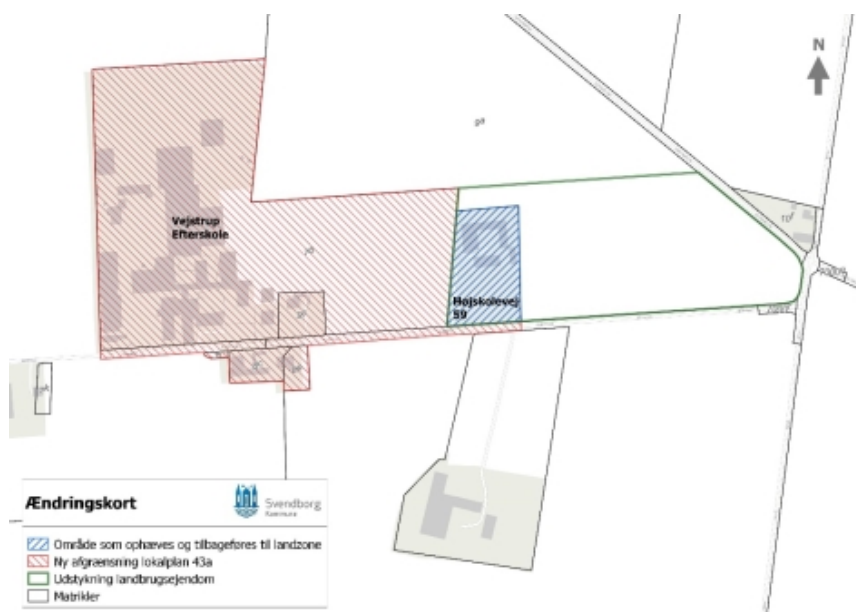 N
Vejstrup
Efterskole
Højskolevej
59
Ændringskort
Svendborg
Kommune
Område som ophæves og tilbageføres til landzone
Ny afgrænsning lokalplan 43a
Udstykning landbrugsejendom
Matrikler